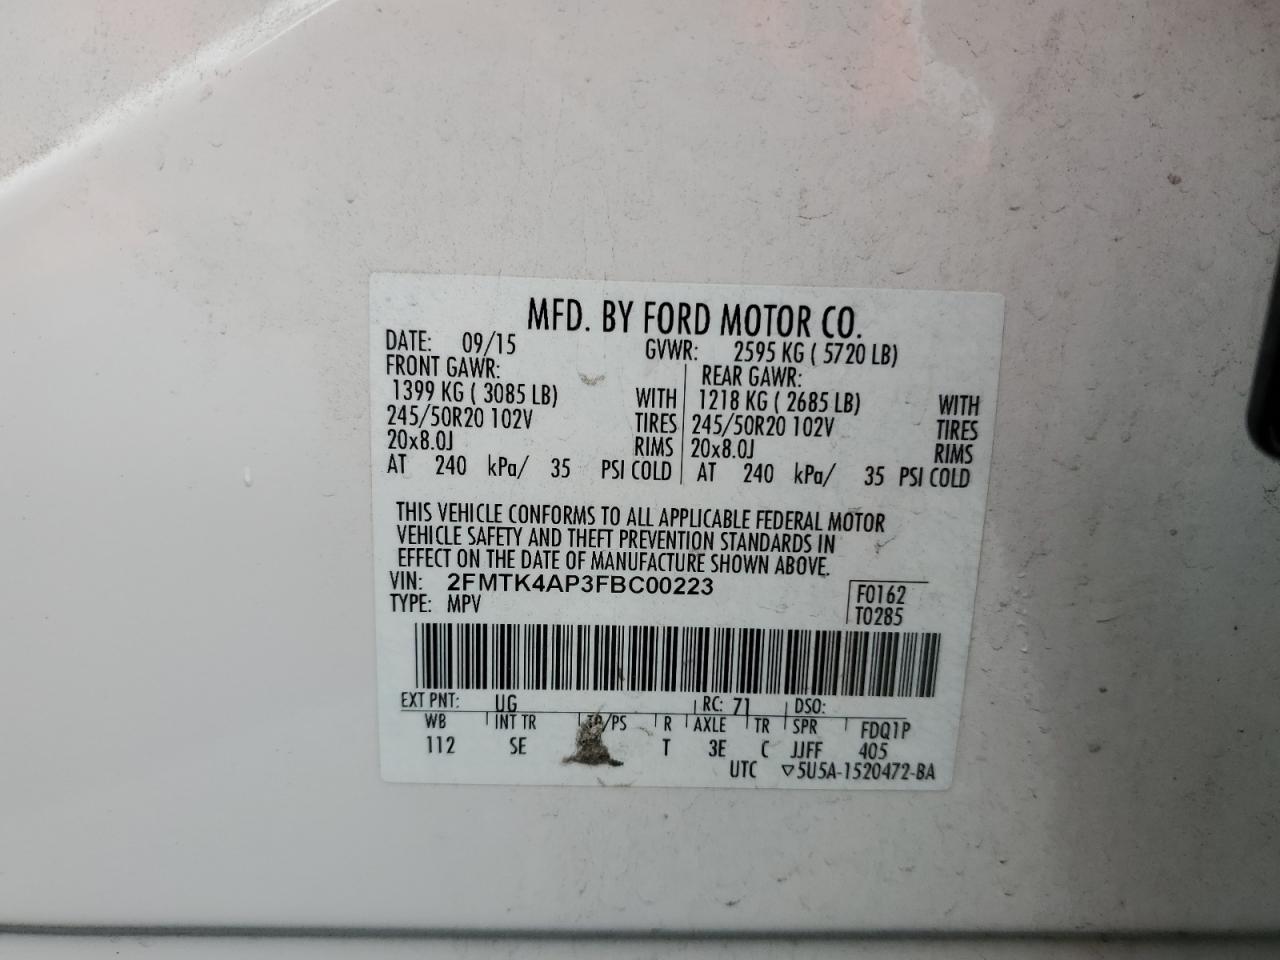 MFD. BY FORD MOTOR CO.
DATE: 09/15 GVWR: 2595 KG ( 5720 LB)
FRONT GAWR: REAR GAWR:
1399 KG ( 3085 LB) WITH 1218 KG ( 2685 LB) WITH
245/50R20 102V TIRES 245/50R20 102V TIRES
20x8.0J RIMS 20x8.0J RIMS
AT 240 kPa/ 35 PSI COLD AT 240 kPa/ 35 PSI COLD
THIS VEHICLE CONFORMS TO ALL APPLICABLE FEDERAL MOTOR
VEHICLE SAFETY AND THEFT PREVENTION STANDARDS IN
EFFECT ON THE DATE OF MANUFACTURE SHOWN ABOVE.
VIN: 2FMTK4AP3FBC00223 F0162
TYPE: MPV T0285
EXT PNT: UG RC: 71 DSO:
WB INT TR /PS R AXLE TR SPR FDQ1P
112 SE T 3E C JJFF 405
UTC ▽5U5A-1520472-BA